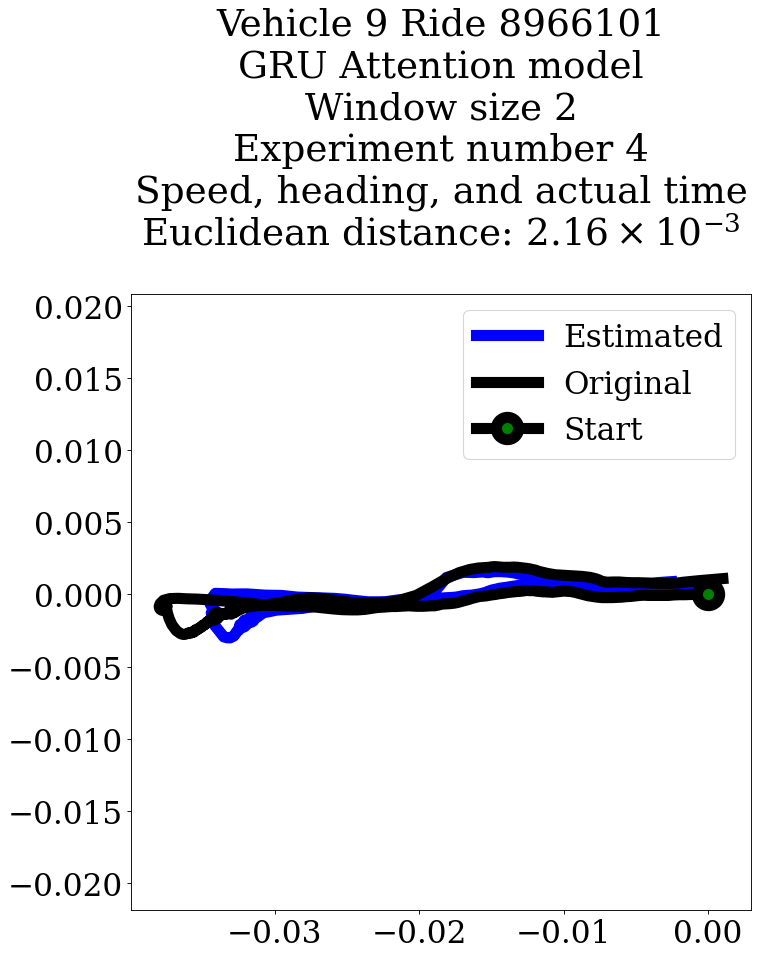 Vehicle 9 Ride 8966101
GRU Attention model
Window size 2
Experiment number 4
Speed, heading, and actual time
Euclidean distance: 2.16 × 10⁻³
0.020
0.015
0.010
0.005
0.000
−0.005
−0.010
−0.015
−0.020
Estimated
Original
Start
−0.03
−0.02
−0.01
0.00